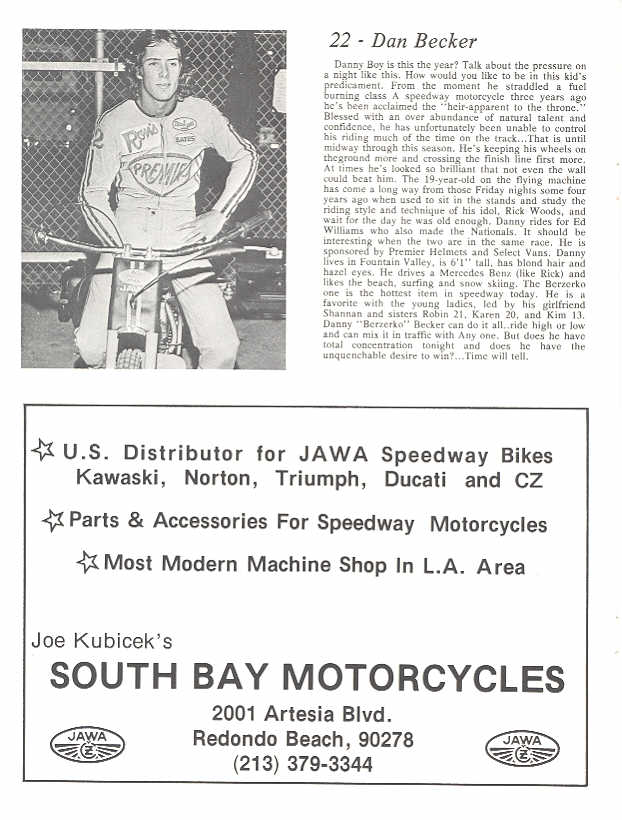 22 - Dan Becker
Danny Boy is this the year? Talk about the pressure on
a night like this. How would you like to be in this kid's
predicament. From the moment he straddled a fuel
burning class A speedway motorcycle three years ago
he's been acclaimed the "heir-apparent to the throne."
Blessed with an over abundance of natural talent and
confidence, he has unfortunately been unable to control
his riding much of the time on the track...That is until
midway through this season. He's keeping his wheels on
theground more and crossing the finish line first more.
At times he's looked so brilliant that not even the wall
could beat him. The 19-year-old on the flying machine
has come a long way from those Friday nights some four
years ago when used to sit in the stands and study the
riding style and technique of his idol, Rick Woods, and
wait for the day he was old enough. Danny rides for Ed
Williams who also made the Nationals. It should be
interesting when the two are in the same race. He is
sponsored by Premier Helmets and Select Vans. Danny
lives in Fountain Valley, is 6'1" tall, has blond hair and
hazel eyes. He drives a Mercedes Benz (like Rick) and
likes the beach, surfing and snow skiing. The Berzerko
one is the hottest item in speedway today. He is a
favorite with the young ladies, led by his girlfriend
Shannan and sisters Robin 21, Karen 20, and Kim 13.
Danny "Berzerko" Becker can do it all..ride high or low
and can mix it in traffic with Any one. But does he have
total concentration tonight and does he have the
unquenchable desire to win?...Time will tell.
BATES
PREMIER
JAWA
U.S. Distributor for JAWA Speedway Bikes
Kawaski, Norton, Triumph, Ducati and CZ
Parts & Accessories For Speedway Motorcycles
Most Modern Machine Shop In L.A. Area
Joe Kubicek's
SOUTH BAY MOTORCYCLES
2001 Artesia Blvd.
Redondo Beach, 90278
(213) 379-3344
JAWA
CZ
JAWA
CZ